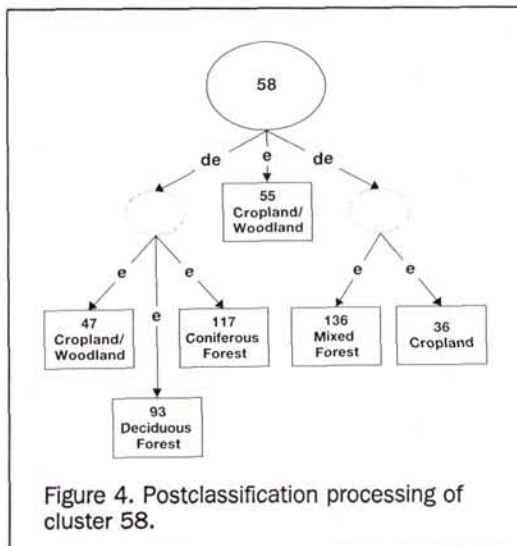 58
de e de
55
Cropland/
Woodland
e e e e e
47
Cropland/
Woodland
117
Coniferous
Forest
136
Mixed
Forest
36
Cropland
93
Deciduous
Forest
Figure 4. Postclassification processing of
cluster 58.